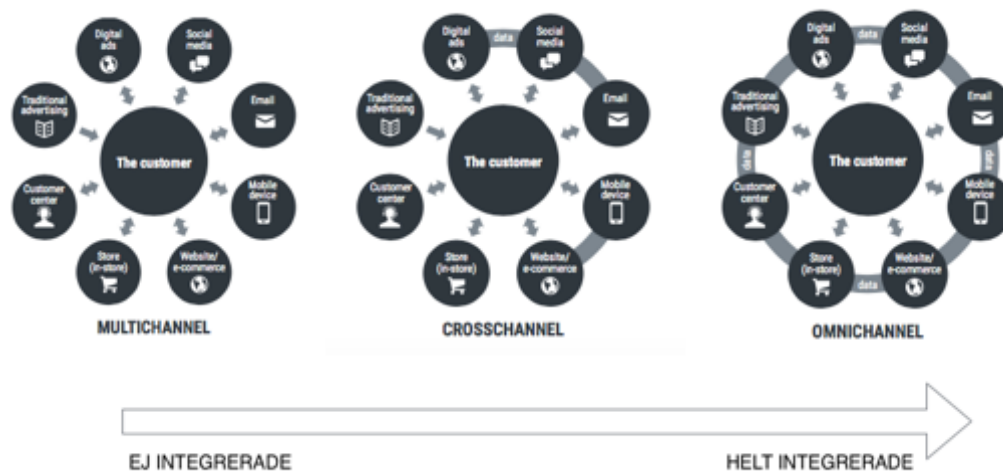 Digital
ads
Social
media
Traditional
advertising
Email
The customer
Customer
center
Mobile
device
Store
(in-store)
Website/
e-commerce
MULTICHANNEL
Digital
ads
data
Social
media
Traditional
advertising
Email
The customer
Customer
center
Mobile
device
Store
(in-store)
Website/
e-commerce
CROSSCHANNEL
Digital
ads
data
Social
media
Traditional
advertising
Email
The customer
data
data
Customer
center
Mobile
device
Store
(in-store)
data
Website/
e-commerce
OMNICHANNEL
EJ INTEGRERADE
HELT INTEGRERADE